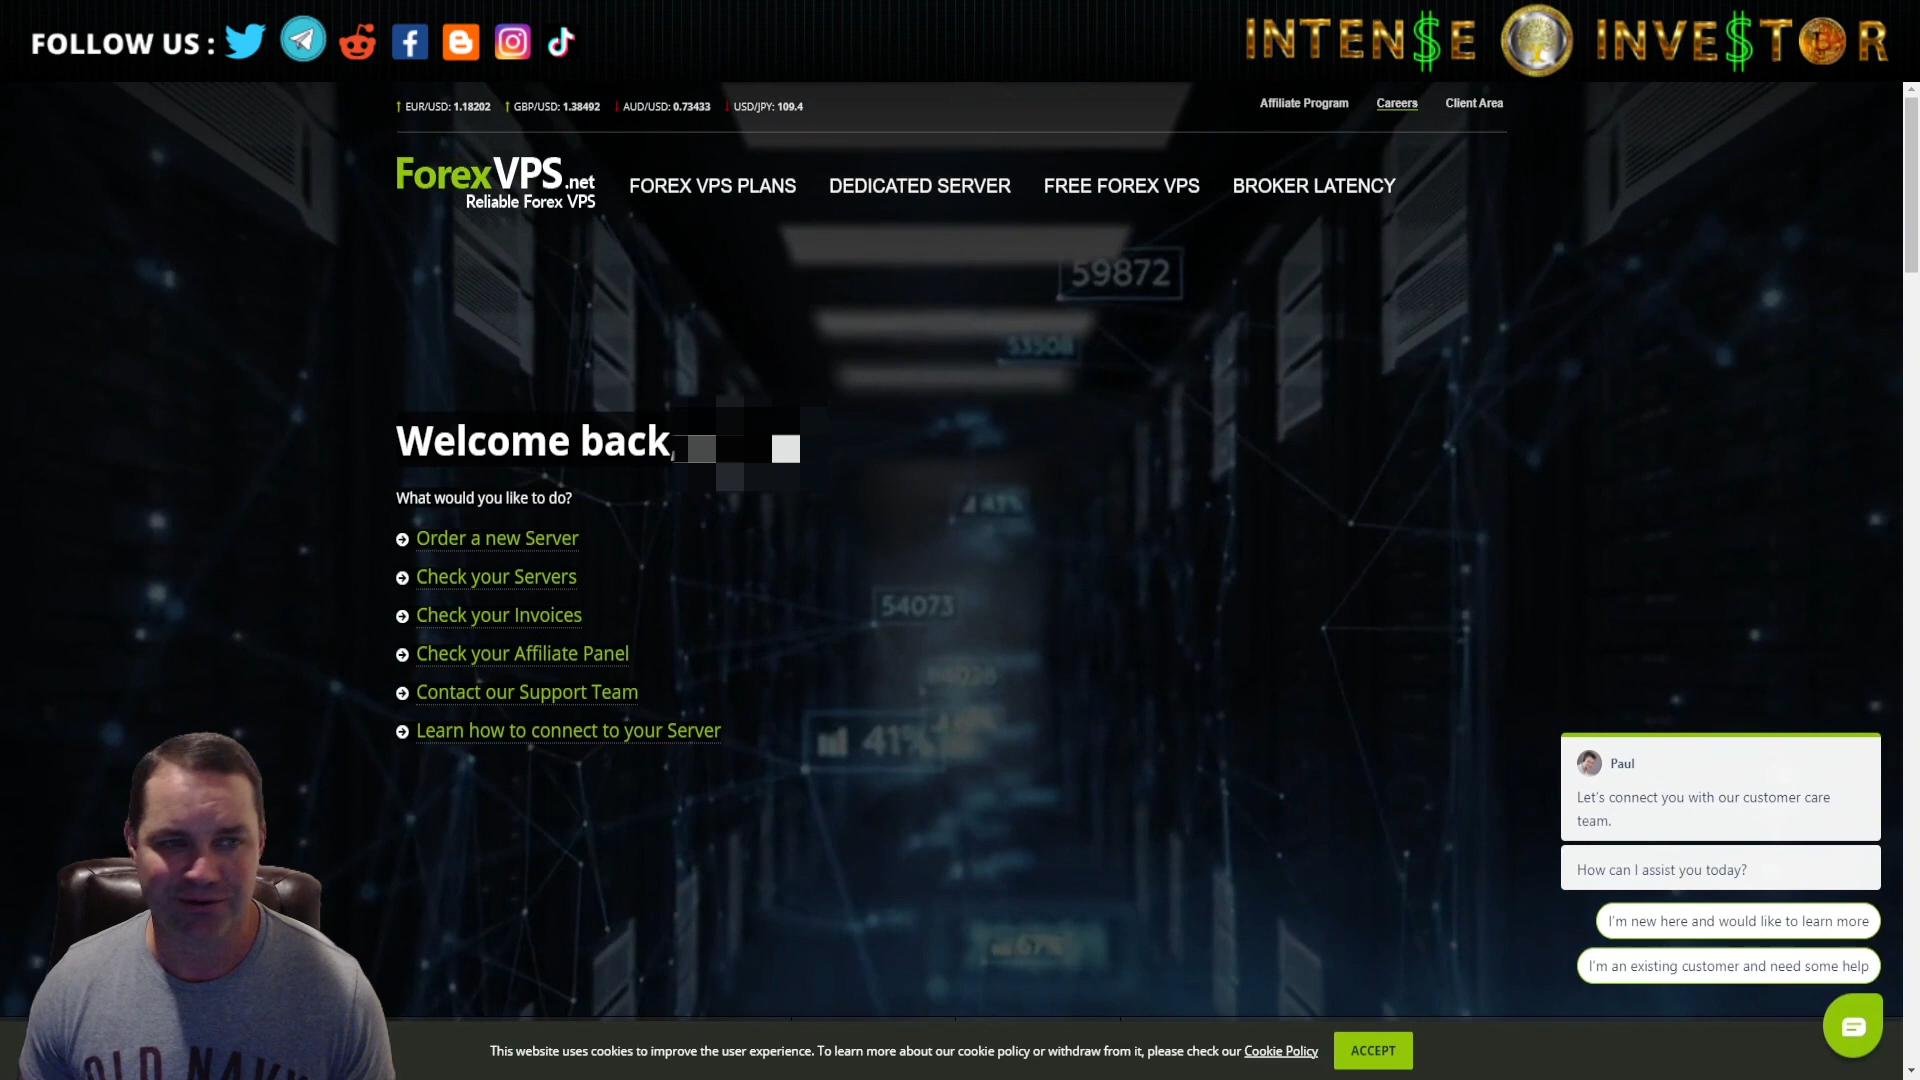 FOLLOW US :
INTEN$E INVE$TOR
EUR/USD: 1.18202 GBP/USD: 1.38492 AUD/USD: 0.73433 USD/JPY: 109.4
Affiliate Program Careers Client Area
ForexVPS.net
Reliable Forex VPS
FOREX VPS PLANS DEDICATED SERVER FREE FOREX VPS BROKER LATENCY
59872
53508
Welcome back,
What would you like to do?
43%
Order a new Server
Check your Servers
54073
Check your Invoices
Check your Affiliate Panel
Contact our Support Team
Learn how to connect to your Server
41%
Paul
Let's connect you with our customer care
team.
How can I assist you today?
I'm new here and would like to learn more
67%
I'm an existing customer and need some help
This website uses cookies to improve the user experience. To learn more about our cookie policy or withdraw from it, please check our Cookie Policy
ACCEPT
OLD NAVY